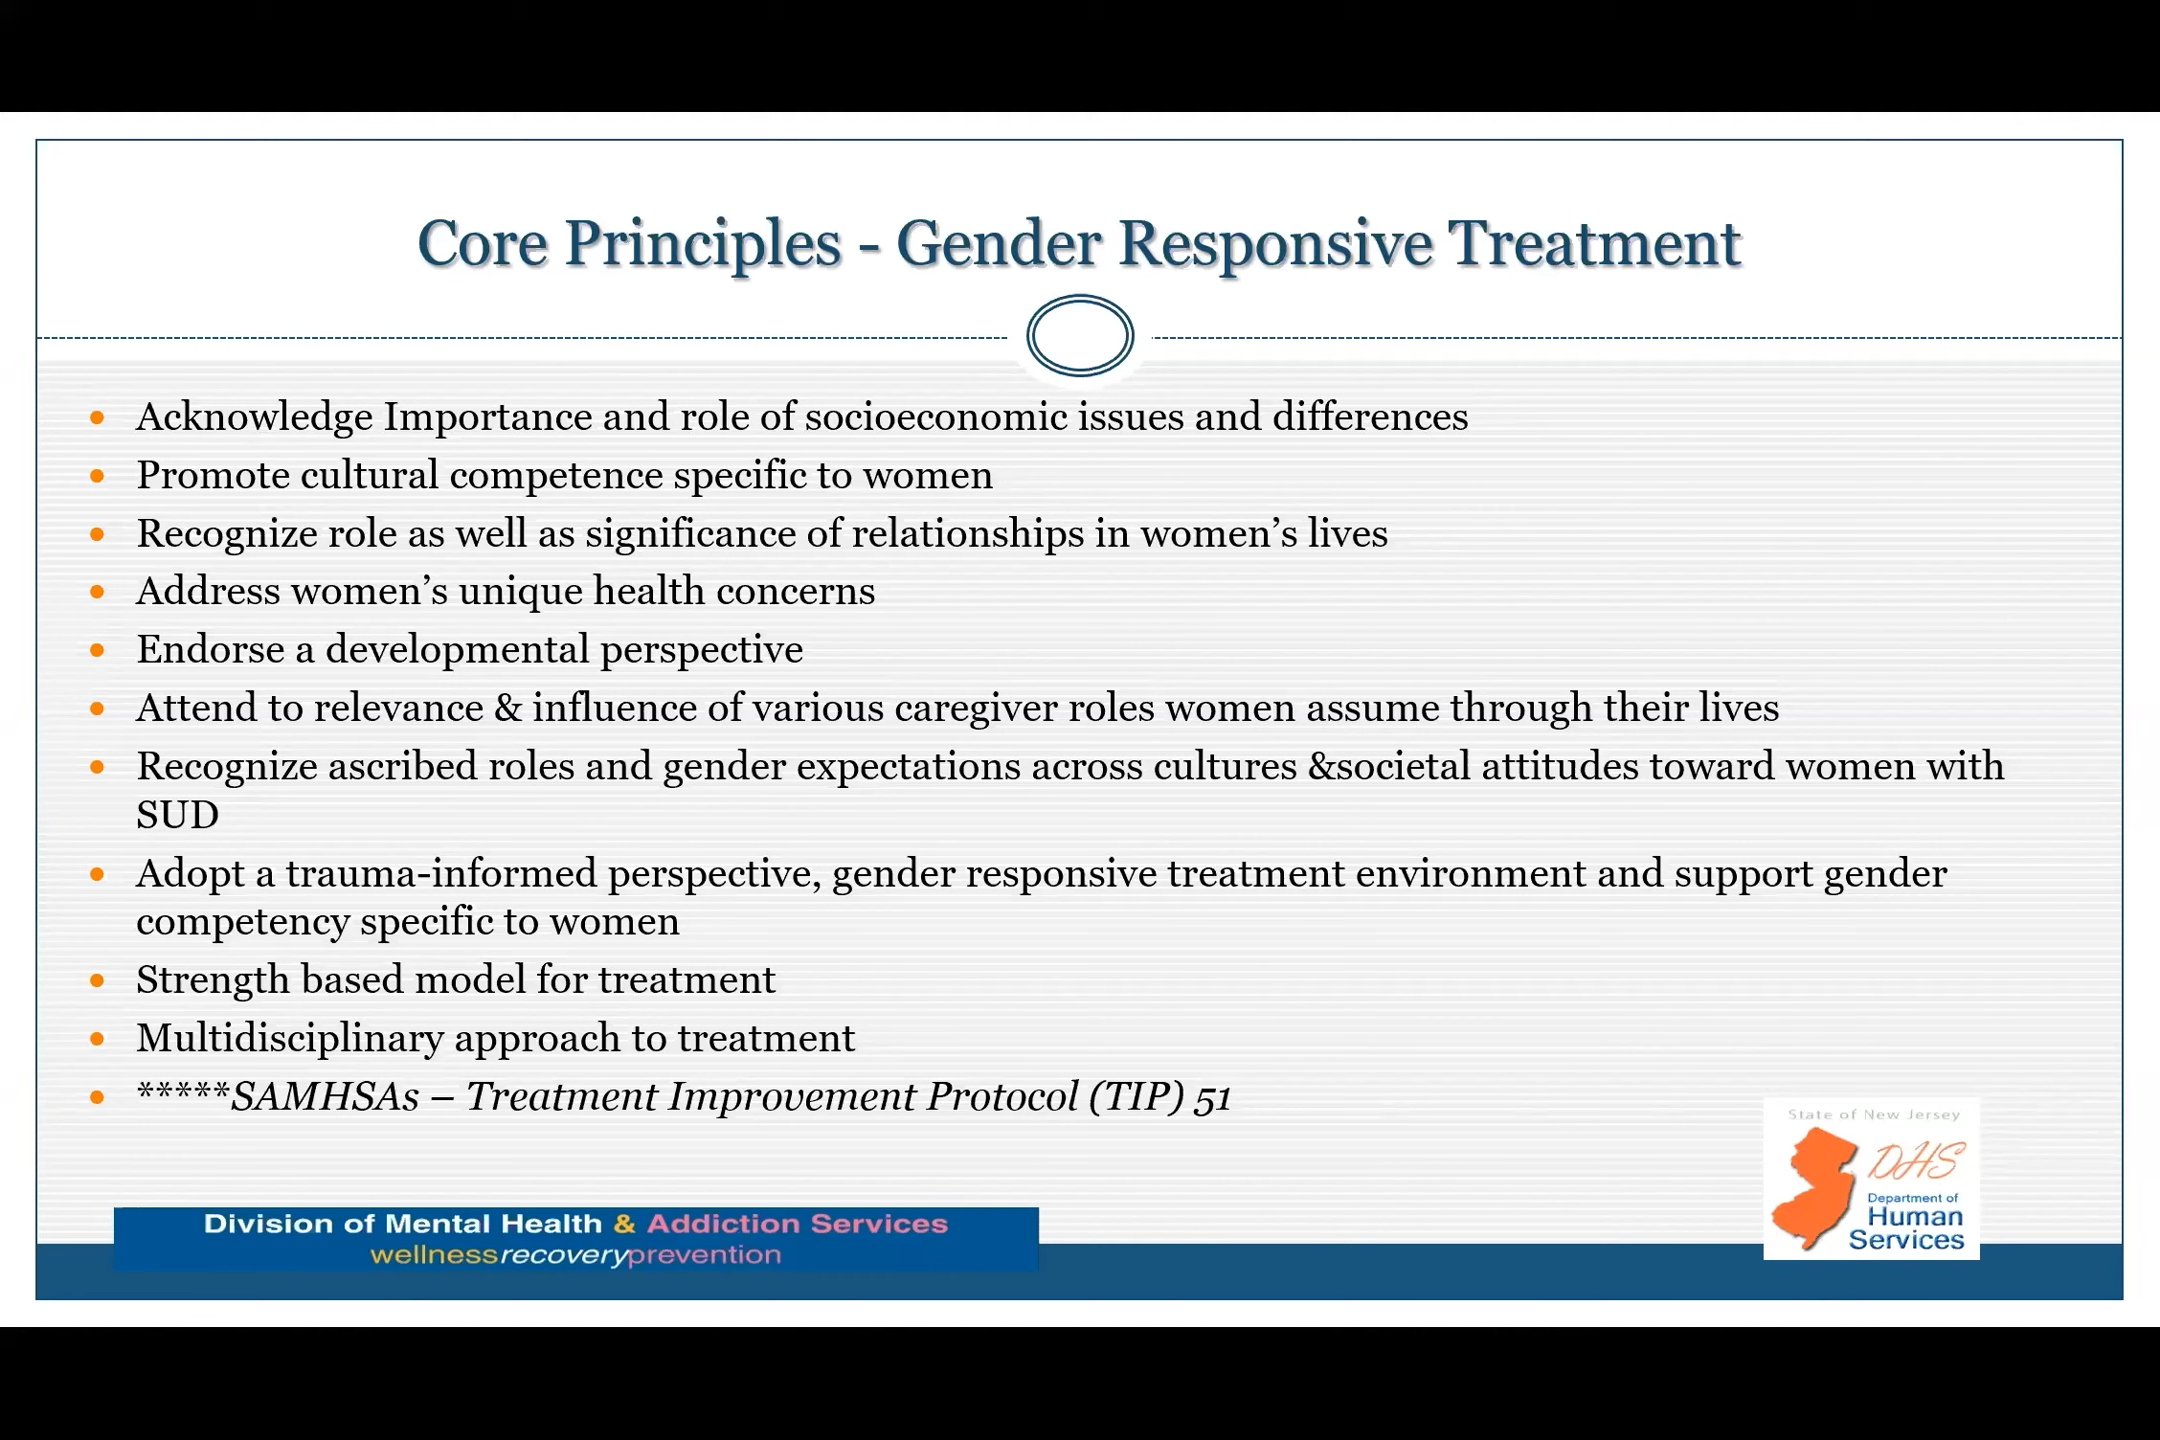 Core Principles - Gender Responsive Treatment
• Acknowledge Importance and role of socioeconomic issues and differences
• Promote cultural competence specific to women
• Recognize role as well as significance of relationships in women’s lives
• Address women’s unique health concerns
• Endorse a developmental perspective
• Attend to relevance & influence of various caregiver roles women assume through their lives
• Recognize ascribed roles and gender expectations across cultures &societal attitudes toward women with
SUD
• Adopt a trauma-informed perspective, gender responsive treatment environment and support gender
competency specific to women
• Strength based model for treatment
• Multidisciplinary approach to treatment
• *****SAMHSAs – Treatment Improvement Protocol (TIP) 51
State of New Jersey
DHS
Department of
Human
Services
Division of Mental Health & Addiction Services
wellnessrecoveryprevention